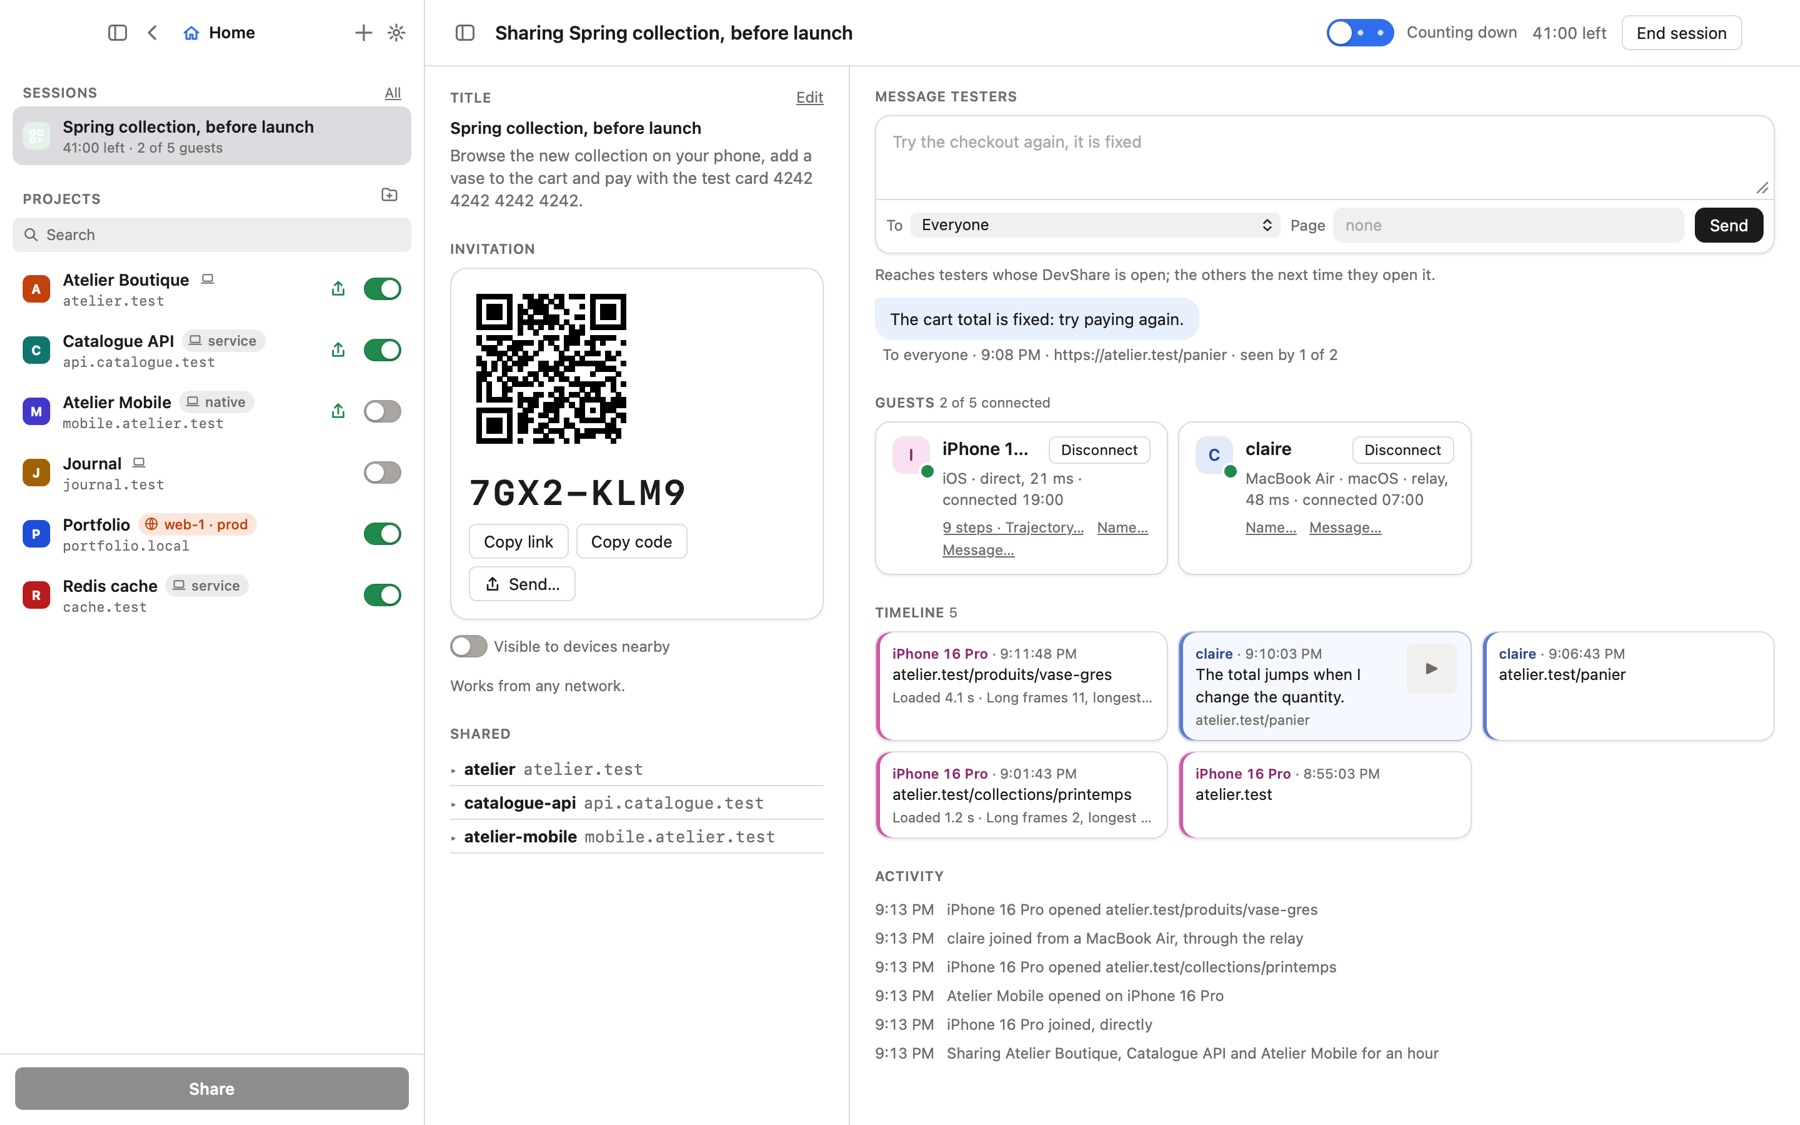 Home
SESSIONS All
Spring collection, before launch
41:00 left · 2 of 5 guests
PROJECTS
Search
A Atelier Boutique
atelier.test
C Catalogue API service
api.catalogue.test
M Atelier Mobile native
mobile.atelier.test
J Journal
journal.test
P Portfolio web-1 · prod
portfolio.local
R Redis cache service
cache.test
Share
Sharing Spring collection, before launch
Counting down 41:00 left End session
TITLE Edit
Spring collection, before launch
Browse the new collection on your phone, add a
vase to the cart and pay with the test card 4242
4242 4242 4242.
INVITATION
7GX2–KLM9
Copy link Copy code
Send...
Visible to devices nearby
Works from any network.
SHARED
atelier atelier.test
catalogue-api api.catalogue.test
atelier-mobile mobile.atelier.test
MESSAGE TESTERS
Try the checkout again, it is fixed
To Everyone Page none Send
Reaches testers whose DevShare is open; the others the next time they open it.
The cart total is fixed: try paying again.
To everyone · 9:08 PM · https://atelier.test/panier · seen by 1 of 2
GUESTS 2 of 5 connected
I iPhone 1... Disconnect
iOS · direct, 21 ms ·
connected 19:00
9 steps · Trajectory... Name...
Message...
C claire Disconnect
MacBook Air · macOS · relay,
48 ms · connected 07:00
Name... Message...
TIMELINE 5
iPhone 16 Pro · 9:11:48 PM
atelier.test/produits/vase-gres
Loaded 4.1 s · Long frames 11, longest...
claire · 9:10:03 PM
The total jumps when I
change the quantity.
atelier.test/panier
claire · 9:06:43 PM
atelier.test/panier
iPhone 16 Pro · 9:01:43 PM
atelier.test/collections/printemps
Loaded 1.2 s · Long frames 2, longest ...
iPhone 16 Pro · 8:55:03 PM
atelier.test
ACTIVITY
9:13 PM iPhone 16 Pro opened atelier.test/produits/vase-gres
9:13 PM claire joined from a MacBook Air, through the relay
9:13 PM iPhone 16 Pro opened atelier.test/collections/printemps
9:13 PM Atelier Mobile opened on iPhone 16 Pro
9:13 PM iPhone 16 Pro joined, directly
9:13 PM Sharing Atelier Boutique, Catalogue API and Atelier Mobile for an hour